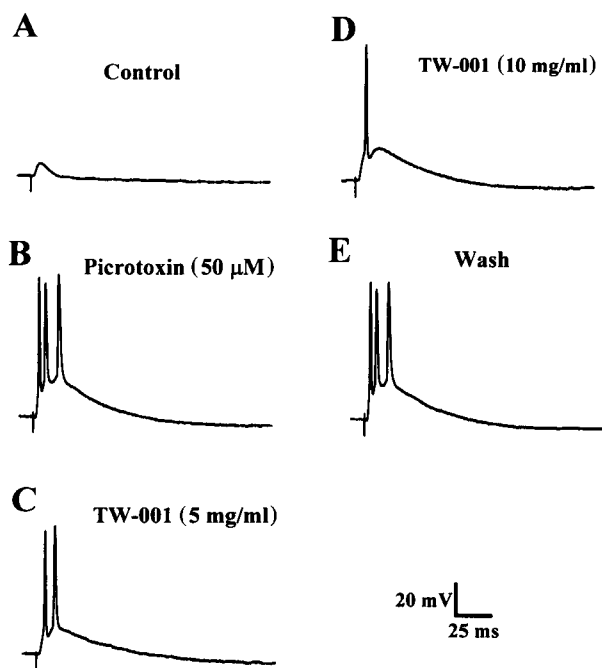 A
Control
B
Picrotoxin (50 μM)
C
TW-001 (5 mg/ml)
D
TW-001 (10 mg/ml)
E
Wash
20 mV
25 ms